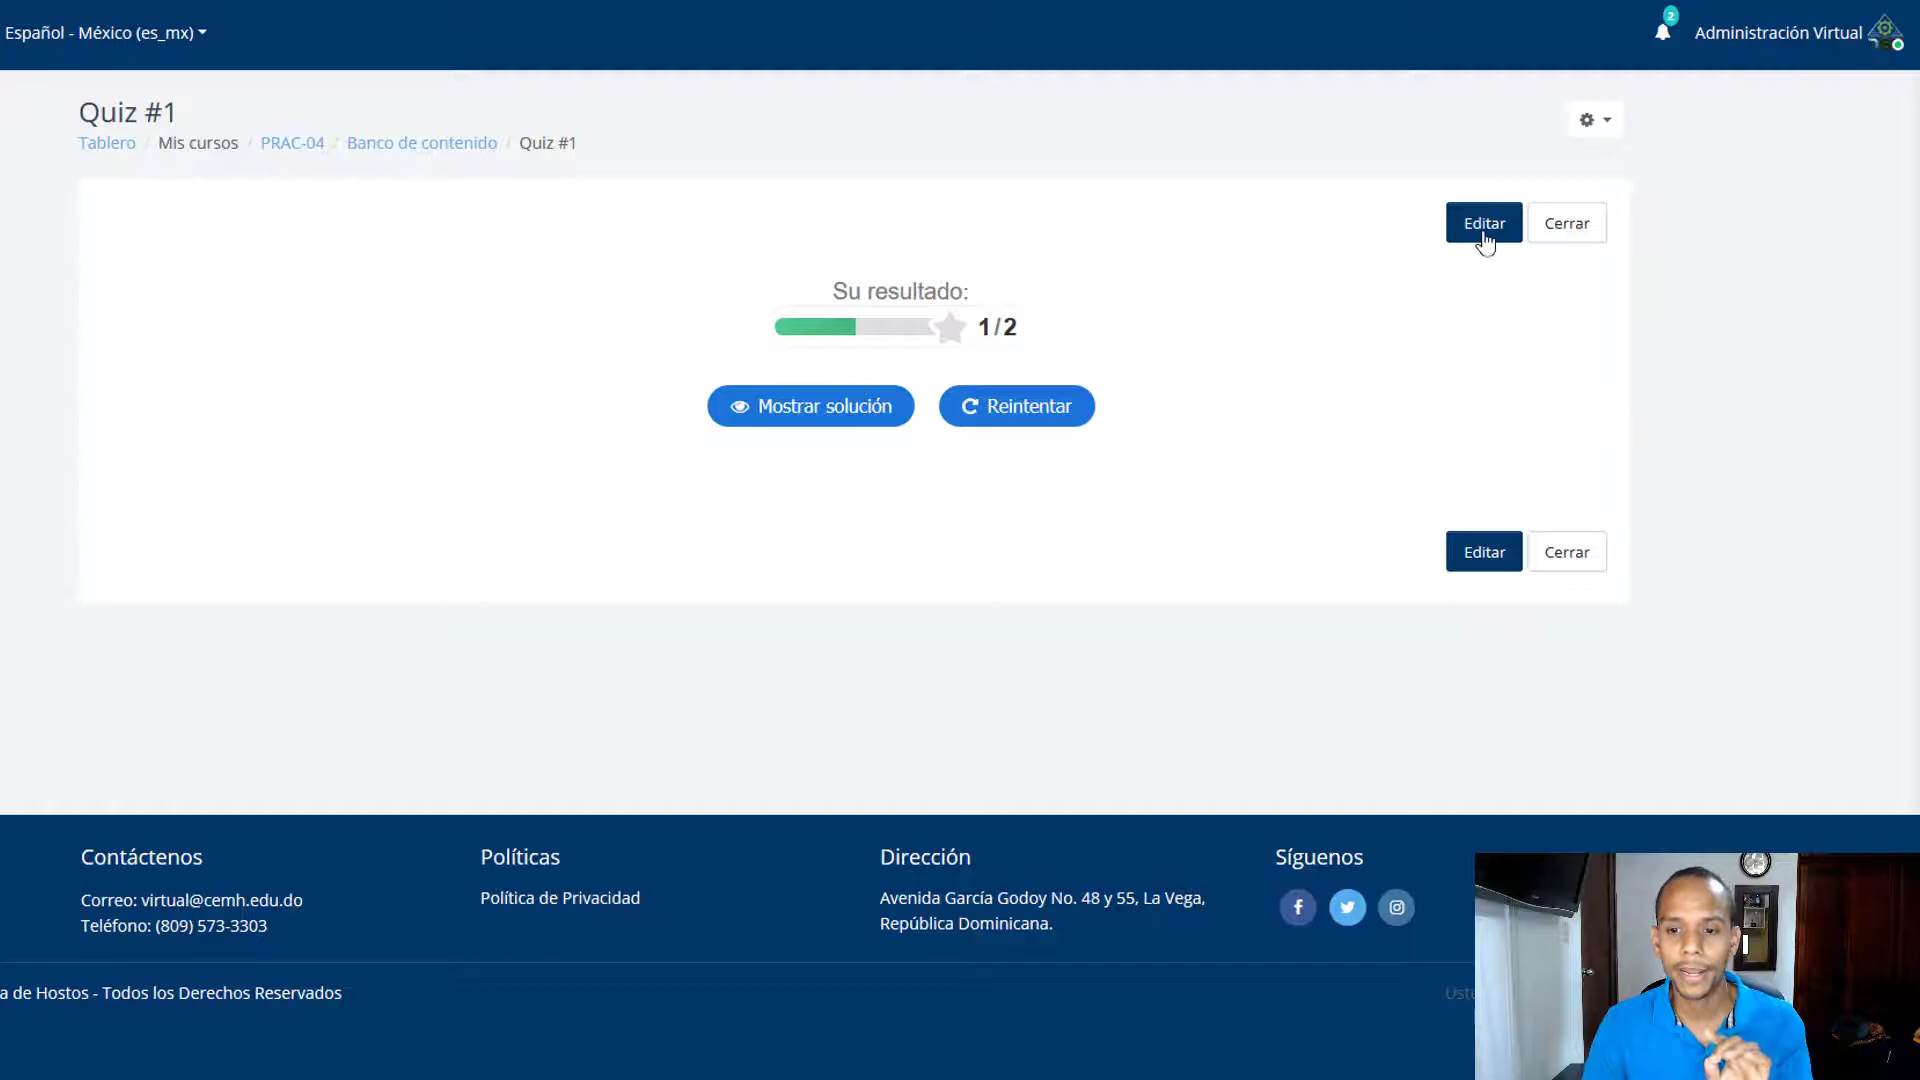 Español - México (es_mx)
2
Administración Virtual
Quiz #1
Tablero / Mis cursos / PRAC-04 / Banco de contenido / Quiz #1
Editar
Cerrar
Su resultado:
1/2
Mostrar solución
Reintentar
Editar
Cerrar
Contáctenos
Correo: virtual@cemh.edu.do
Teléfono: (809) 573-3303
Políticas
Política de Privacidad
Dirección
Avenida García Godoy No. 48 y 55, La Vega,
República Dominicana.
Síguenos
a de Hostos - Todos los Derechos Reservados
Uste